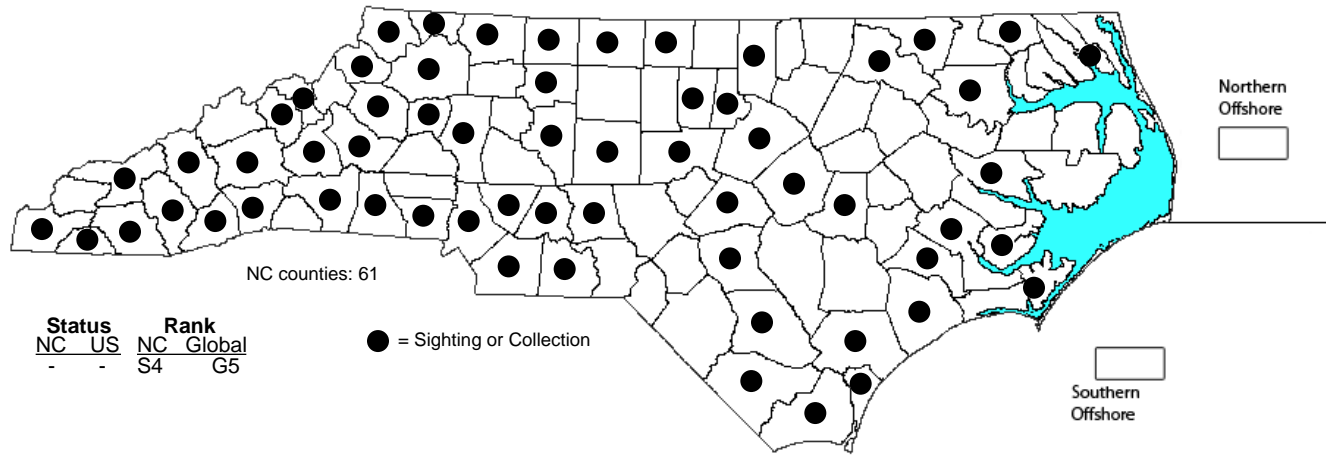 Northern
Offshore
NC counties: 61
Status Rank
NC US NC Global
- - S4 G5
= Sighting or Collection
Southern
Offshore